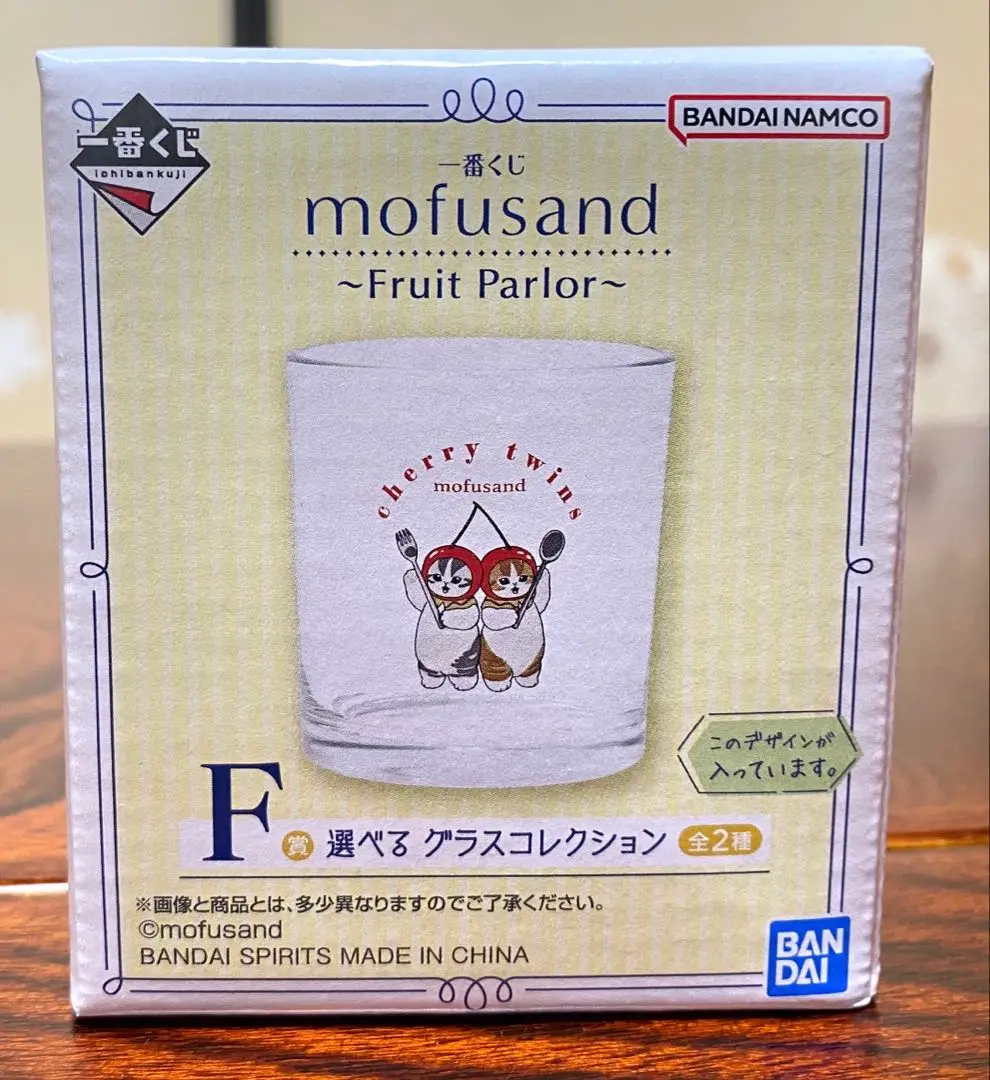 一番くじ
ichibankuji
BANDAI NAMCO
一番くじ
mofusand
~Fruit Parlor~
cherry twins
mofusand
このデザインが
入っています。
F賞 選べる グラスコレクション 全2種
※画像と商品とは、多少異なりますのでご了承ください。
©mofusand
BANDAI SPIRITS MADE IN CHINA
BAN
DAI